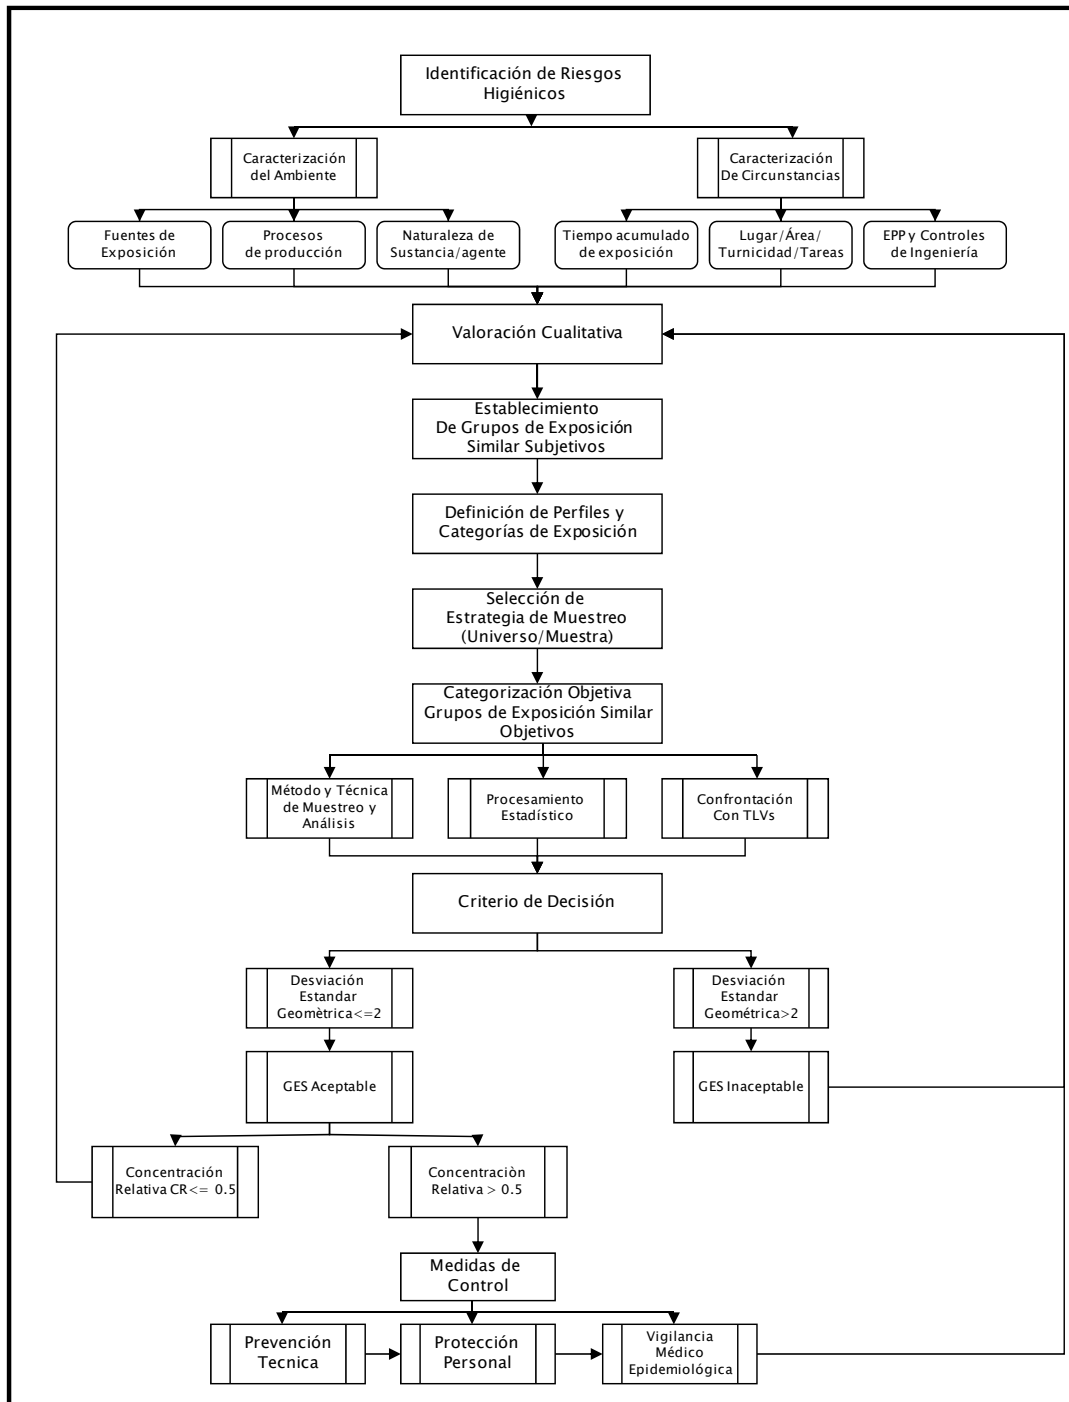 Identificación de Riesgos
Higiénicos
Caracterización
del Ambiente
Caracterización
De Circunstancias
Fuentes de
Exposición
Procesos
de producción
Naturaleza de
Sustancia/agente
Tiempo acumulado
de exposición
Lugar/Área/
Turnicidad/Tareas
EPP y Controles
de Ingeniería
Valoración Cualitativa
Establecimiento
De Grupos de Exposición
Similar Subjetivos
Definición de Perfiles y
Categorías de Exposición
Selección de
Estrategia de Muestreo
(Universo/Muestra)
Categorización Objetiva
Grupos de Exposición Similar
Objetivos
Método y Técnica
de Muestreo y
Análisis
Procesamiento
Estadístico
Confrontación
Con TLVs
Criterio de Decisión
Desviación
Estandar
Geomètrica<=2
Desviación
Estandar
Geométrica>2
GES Aceptable
GES Inaceptable
Concentración
Relativa CR<= 0.5
Concentraciòn
Relativa > 0.5
Medidas de
Control
Prevención
Tecnica
Protección
Personal
Vigilancia
Médico
Epidemiológica